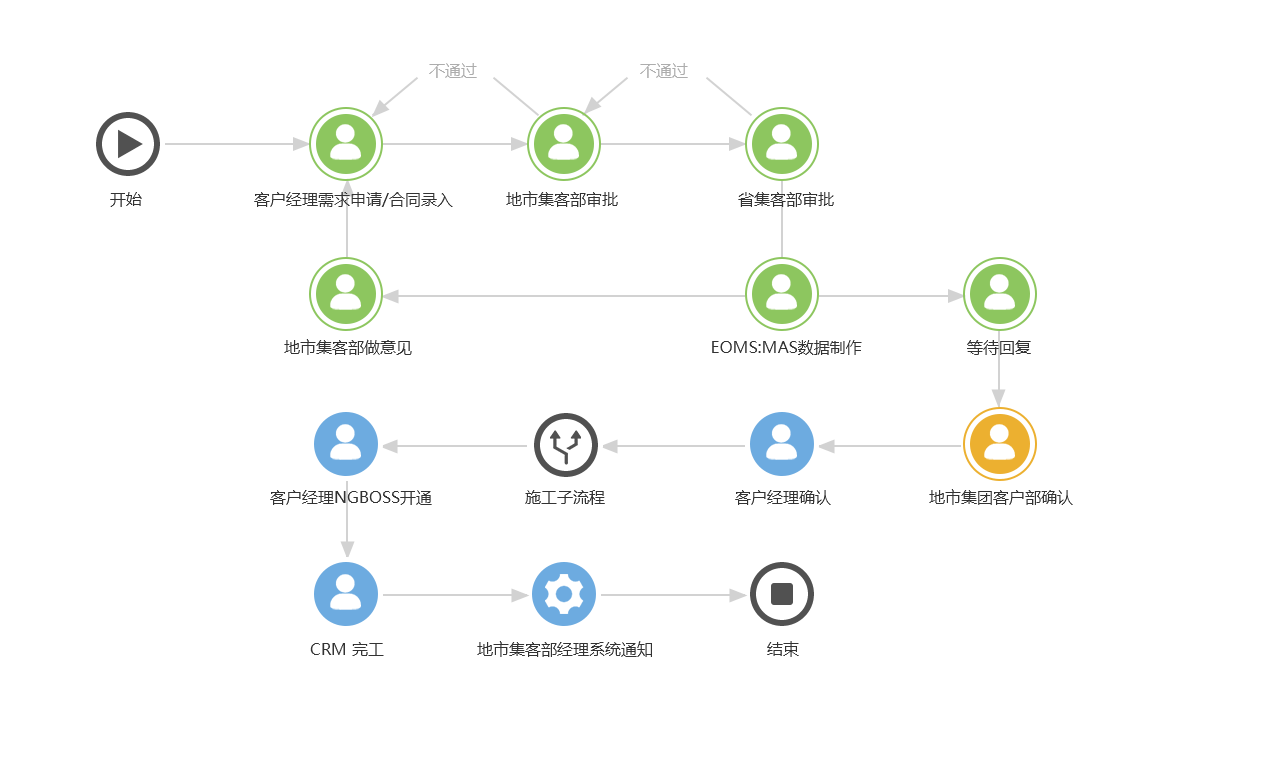 不通过
不通过
开始
客户经理需求申请/合同录入
地市集客部审批
省集客部审批
地市集客部做意见
EOMS:MAS数据制作
等待回复
客户经理NGBOSS开通
施工子流程
客户经理确认
地市集团客户部确认
CRM 完工
地市集客部经理系统通知
结束